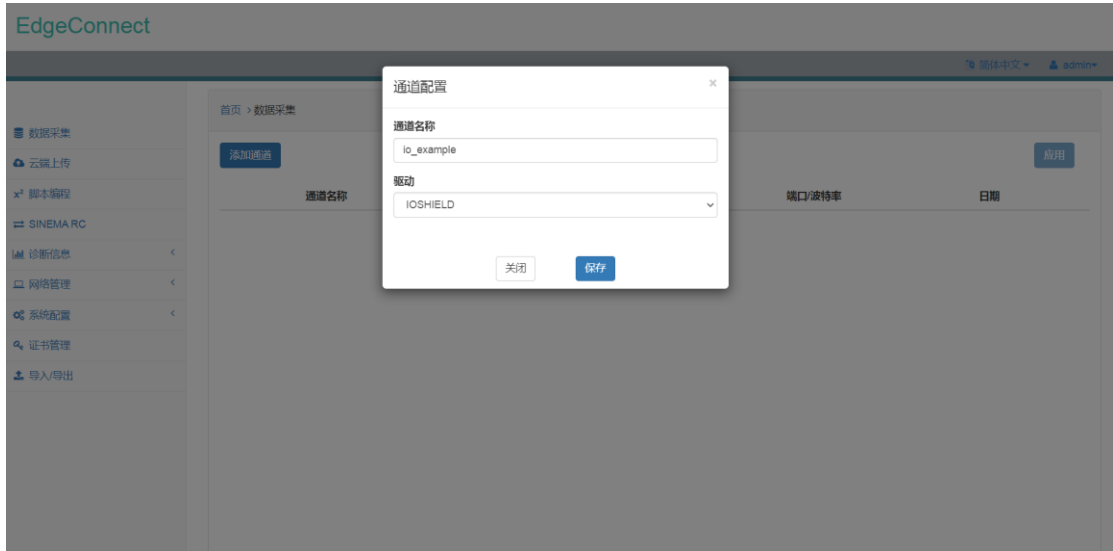 EdgeConnect
简体中文 admin
通道配置 ×
首页 >数据采集
通道名称
数据采集
io_example
云端上传
添加通道
应用
驱动
脚本编程
通道名称
端口/波特率
日期
IOSHIELD
SINEMA RC
诊断信息
关闭
保存
网络管理
系统配置
证书管理
导入/导出